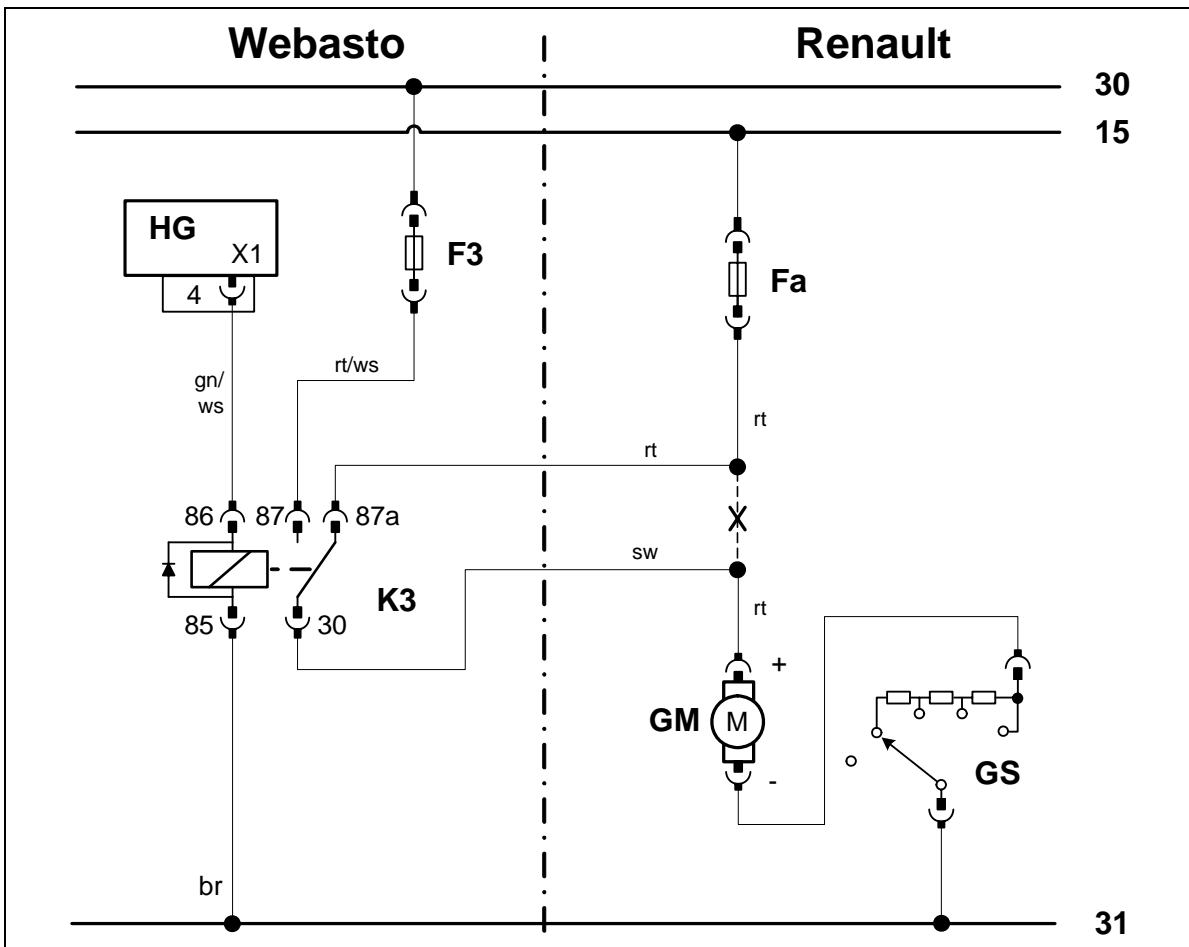 Webasto
Renault
30
15
HG
X1
4
F3
Fa
rt/ws
gn/
ws
rt
rt
86
87
87a
sw
K3
85
30
rt
+
GM
M
-
GS
br
31